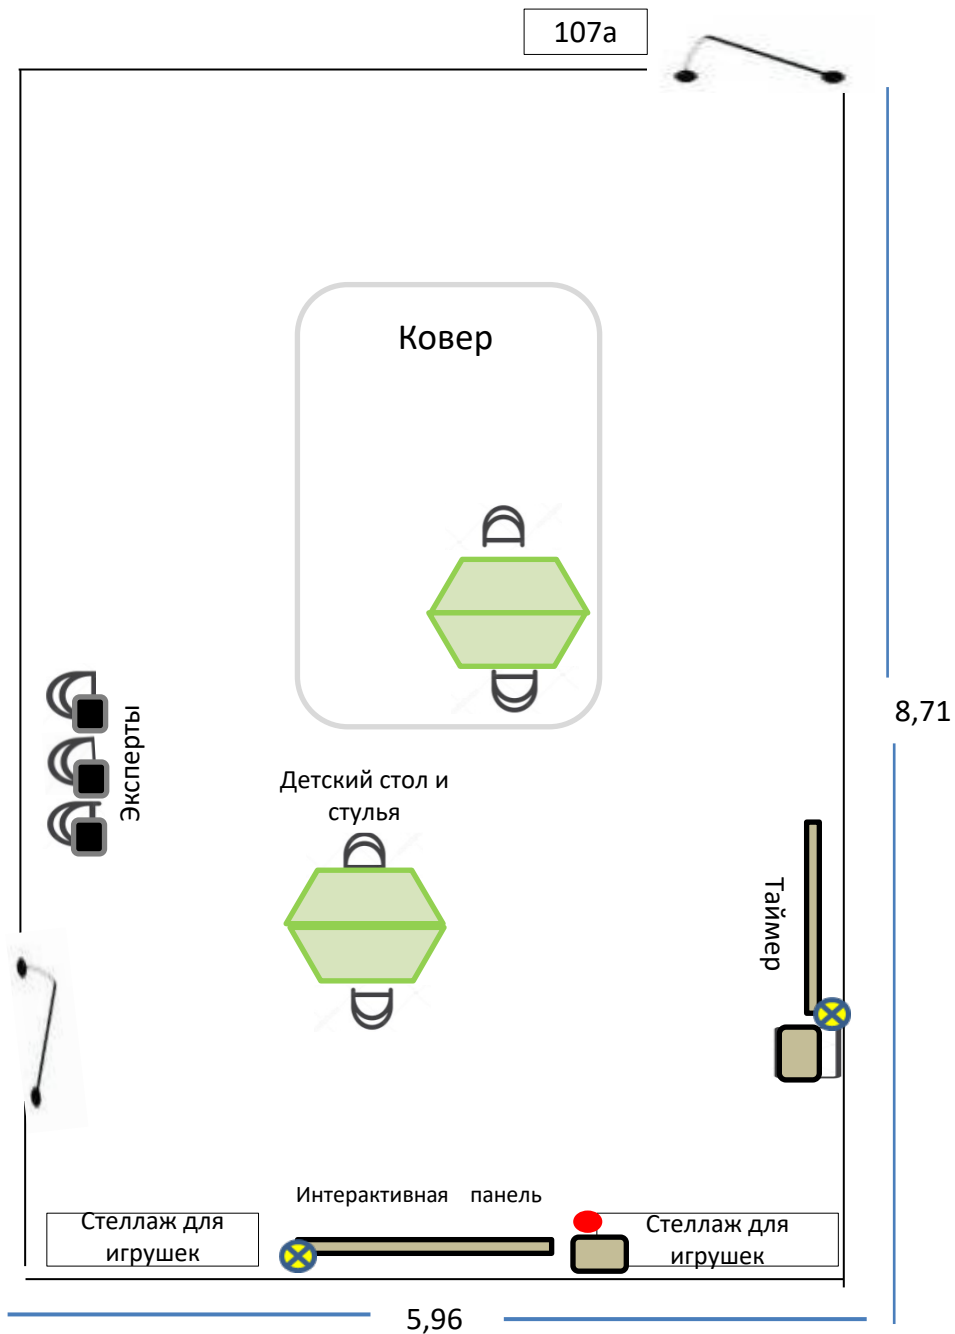 107а
Ковер
8,71
Эксперты
Детский стол и
стулья
Таймер
Интерактивная панель
Стеллаж для
игрушек
Стеллаж для
игрушек
5,96